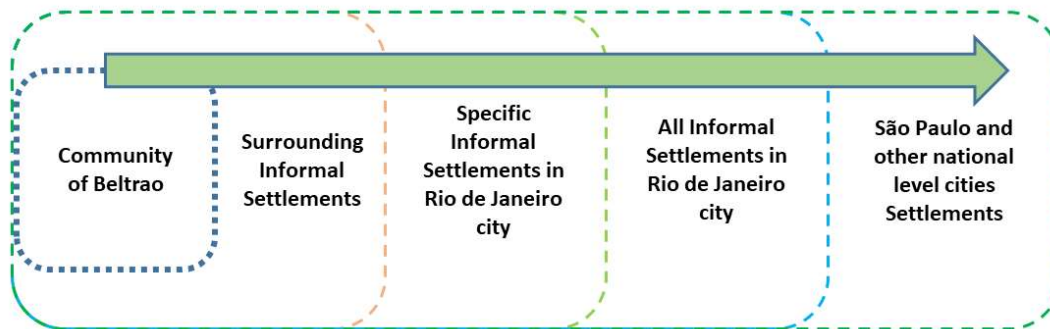 Community
of Beltrao
Surrounding
Informal
Settlements
Specific
Informal
Settlements in
Rio de Janeiro
city
All Informal
Settlements in
Rio de Janeiro
city
São Paulo and
other national
level cities
Settlements